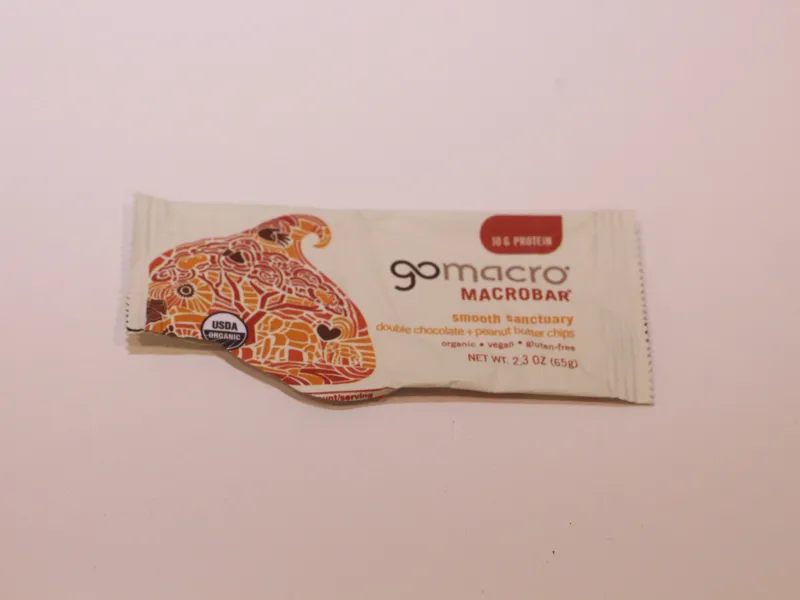 10 G PROTEIN
gomacro®
MACROBAR®
smooth sanctuary
double chocolate + peanut butter chips
organic • vegan • gluten-free
NET WT. 2.3 OZ (65g)
USDA
ORGANIC